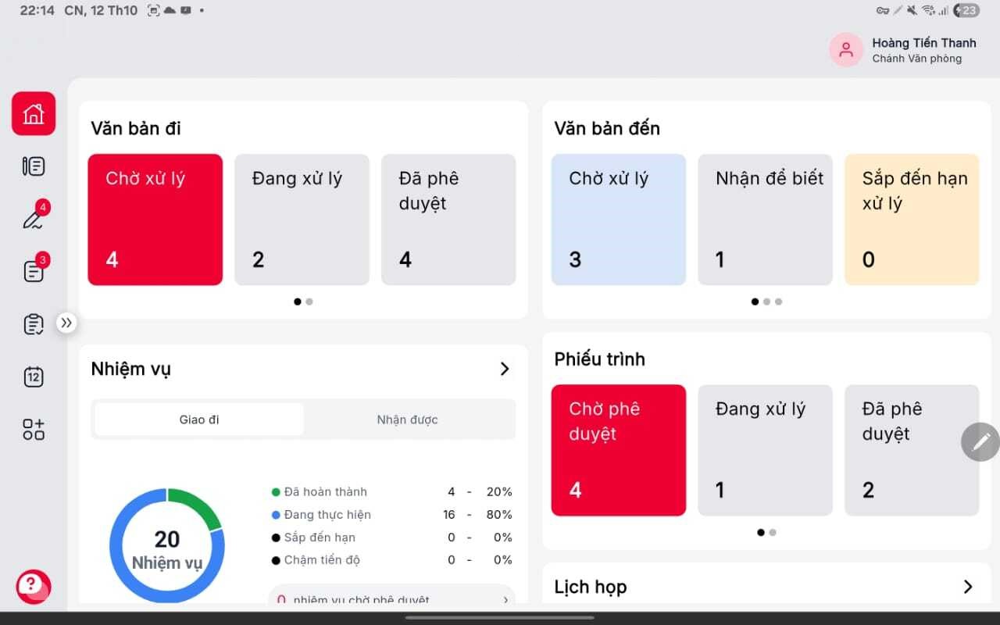 22:14 CN, 12 Th10
23
Hoàng Tiến Thanh
Chánh Văn phòng
4
3
12
Văn bản đi
Chờ xử lý
4
Đang xử lý
2
Đã phê
duyệt
4
Văn bản đến
Chờ xử lý
3
Nhận để biết
1
Sắp đến hạn
xử lý
0
Nhiệm vụ
Giao đi
Nhận được
20
Nhiệm vụ
Đã hoàn thành 4 - 20%
Đang thực hiện 16 - 80%
Sắp đến hạn 0 - 0%
Chậm tiến độ 0 - 0%
0 nhiệm vụ chờ phê duyệt
Phiếu trình
Chờ phê
duyệt
4
Đang xử lý
1
Đã phê
duyệt
2
Lịch họp
?